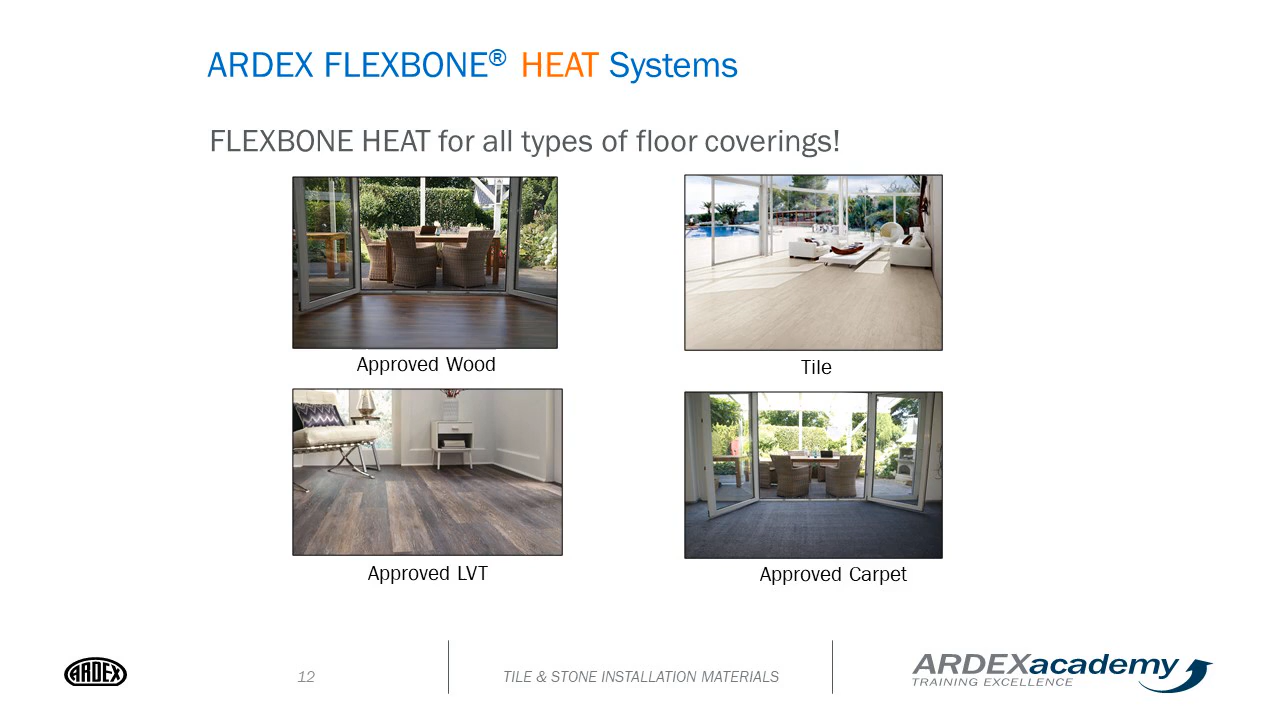 ARDEX FLEXBONE® HEAT Systems
FLEXBONE HEAT for all types of floor coverings!
Approved Wood
Tile
Approved LVT
Approved Carpet
ARDEX
12
TILE & STONE INSTALLATION MATERIALS
ARDEXacademy
TRAINING EXCELLENCE